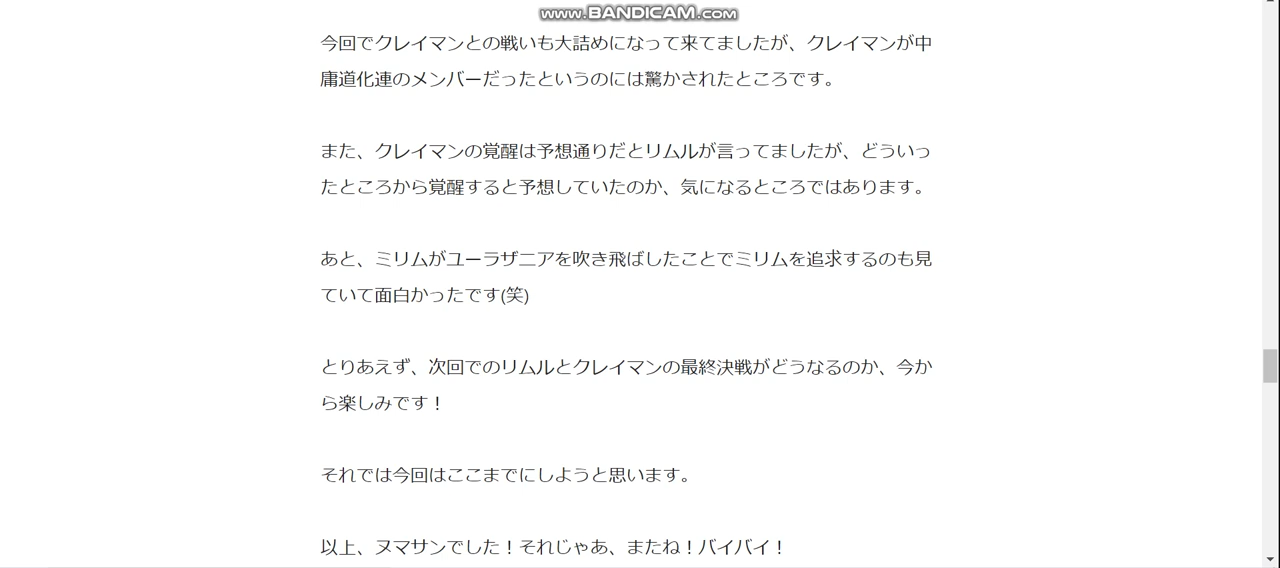 www.BANDICAM.com
今回でクレイマンとの戦いも大詰めになって来てましたが、クレイマンが中
庸道化連のメンバーだったというのには驚かされたところです。
また、クレイマンの覚醒は予想通りだとリムルが言ってましたが、どういっ
たところから覚醒すると予想していたのか、気になるところではあります。
あと、ミリムがユーラザニアを吹き飛ばしたことでミリムを追求するのも見
ていて面白かったです(笑)
とりあえず、次回でのリムルとクレイマンの最終決戦がどうなるのか、今か
ら楽しみです！
それでは今回はここまでにしようと思います。
以上、ヌマサンでした！それじゃあ、またね！バイバイ！